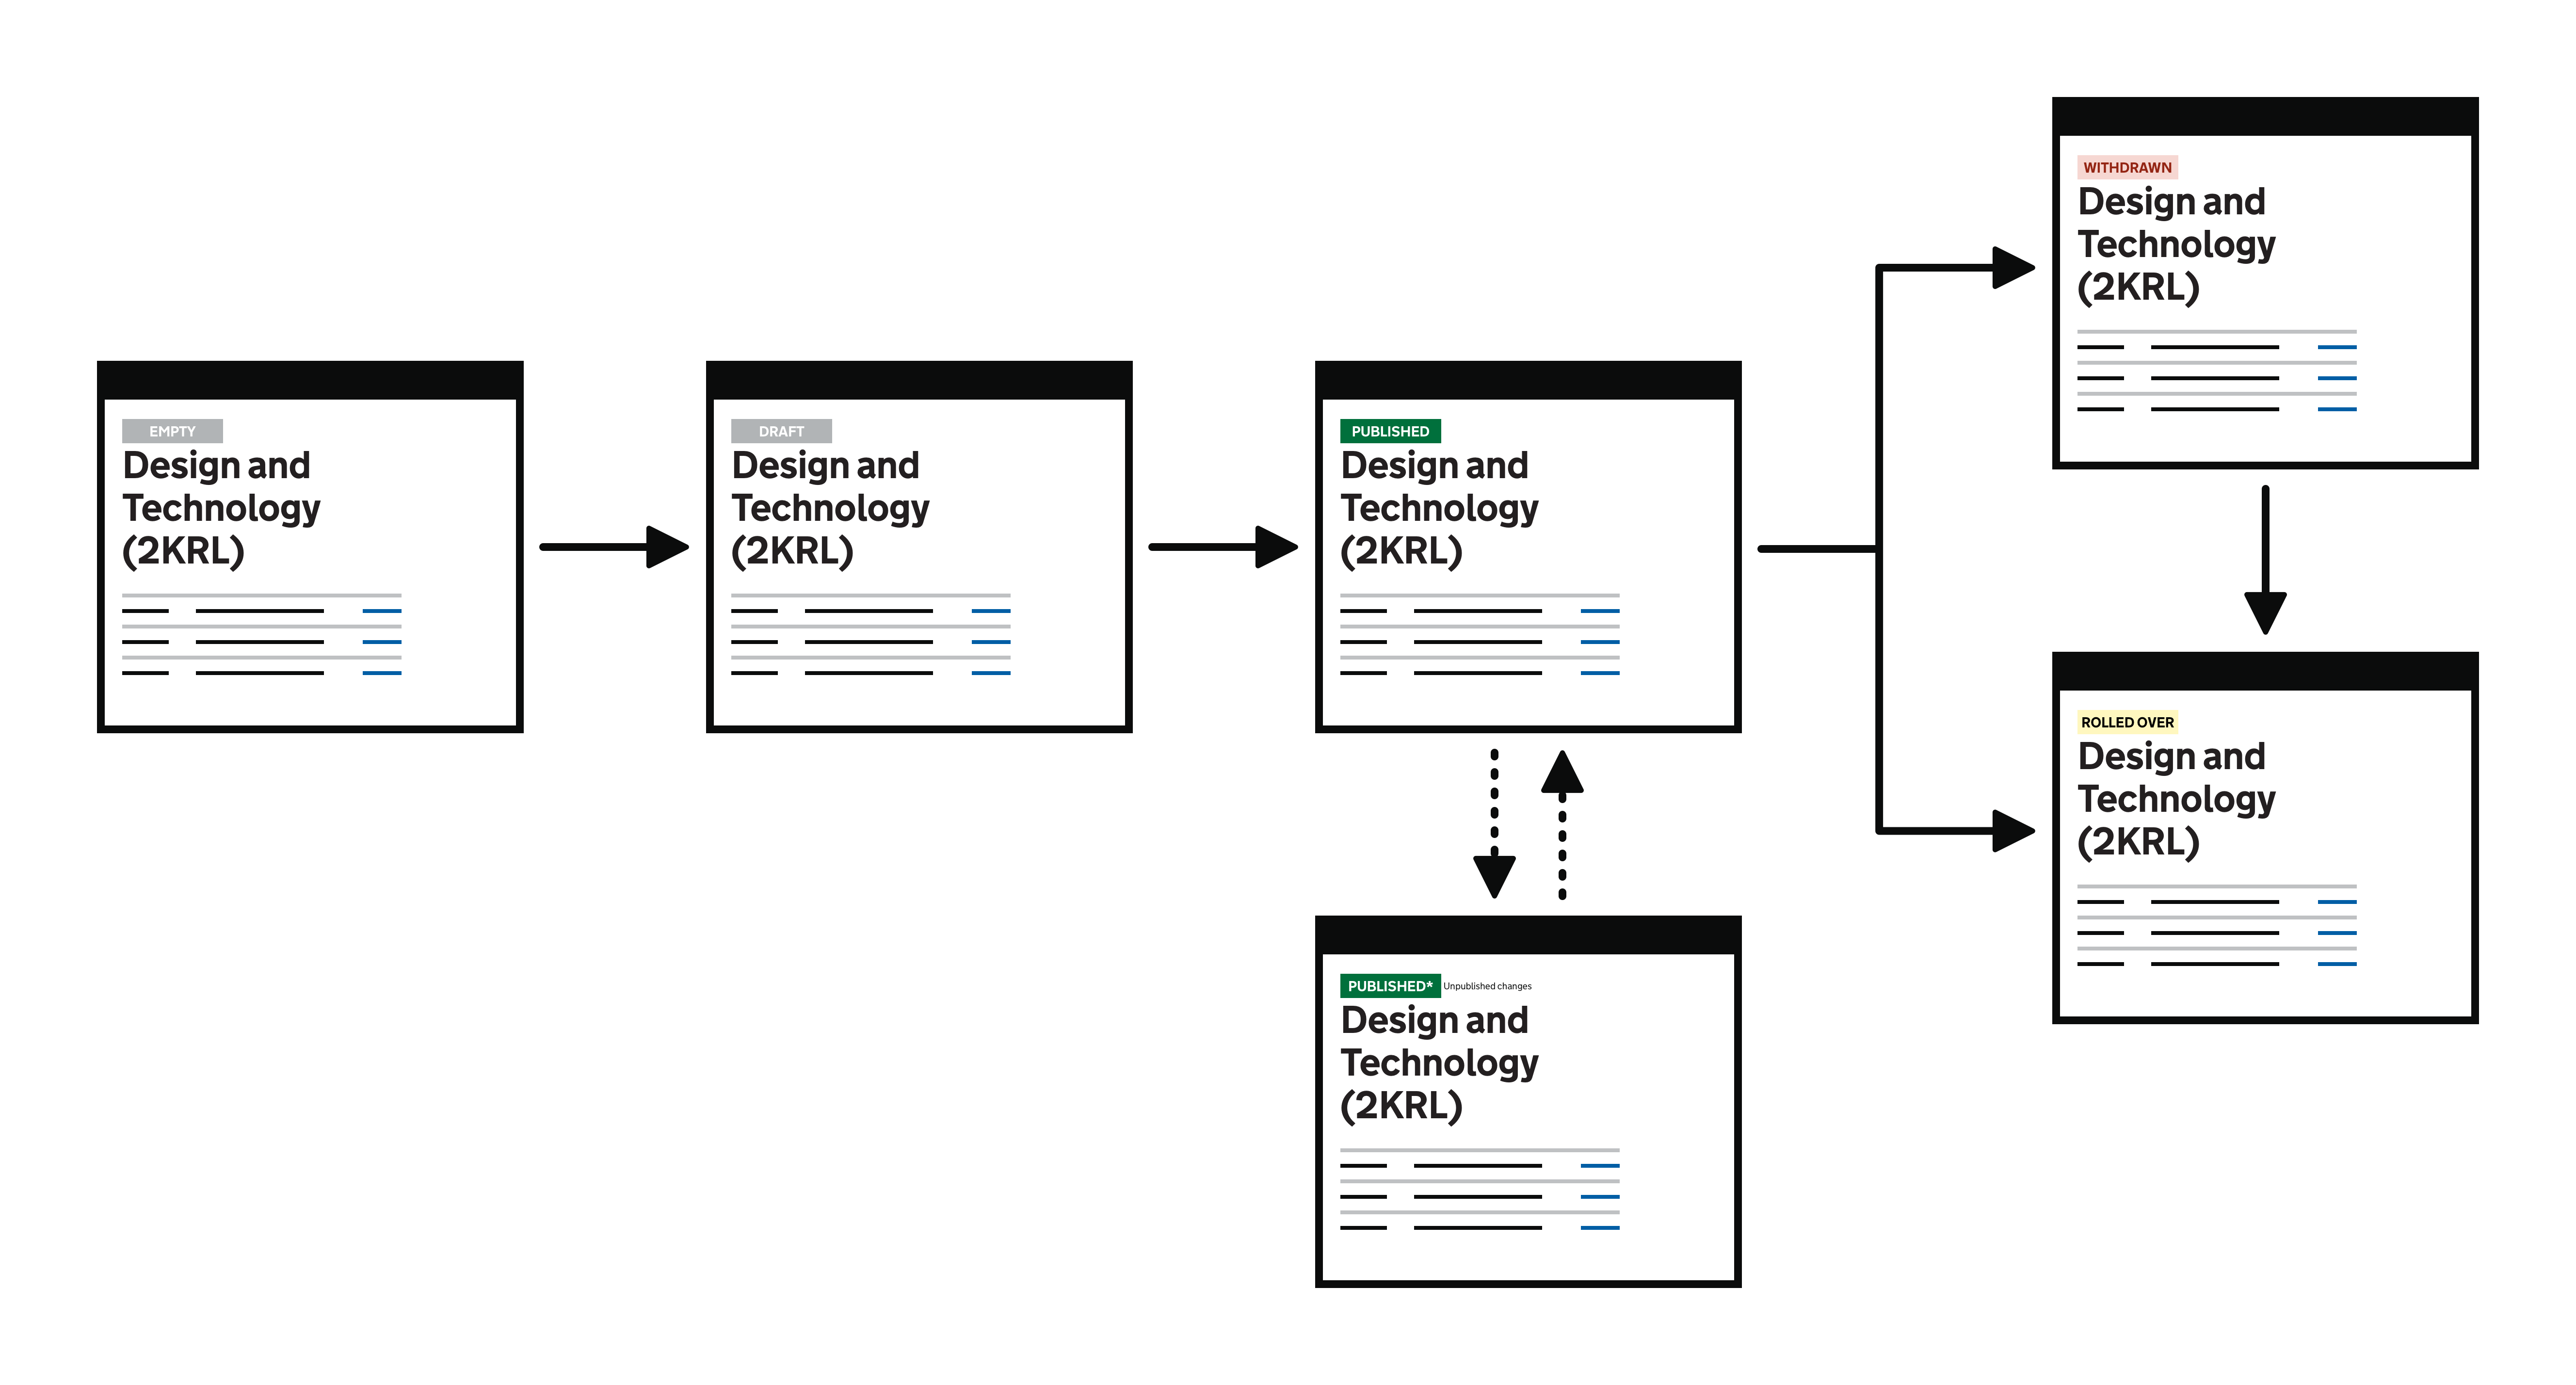 EMPTY
Design and
Technology
(2KRL)
DRAFT
Design and
Technology
(2KRL)
PUBLISHED
Design and
Technology
(2KRL)
PUBLISHED* Unpublished changes
Design and
Technology
(2KRL)
WITHDRAWN
Design and
Technology
(2KRL)
ROLLED OVER
Design and
Technology
(2KRL)